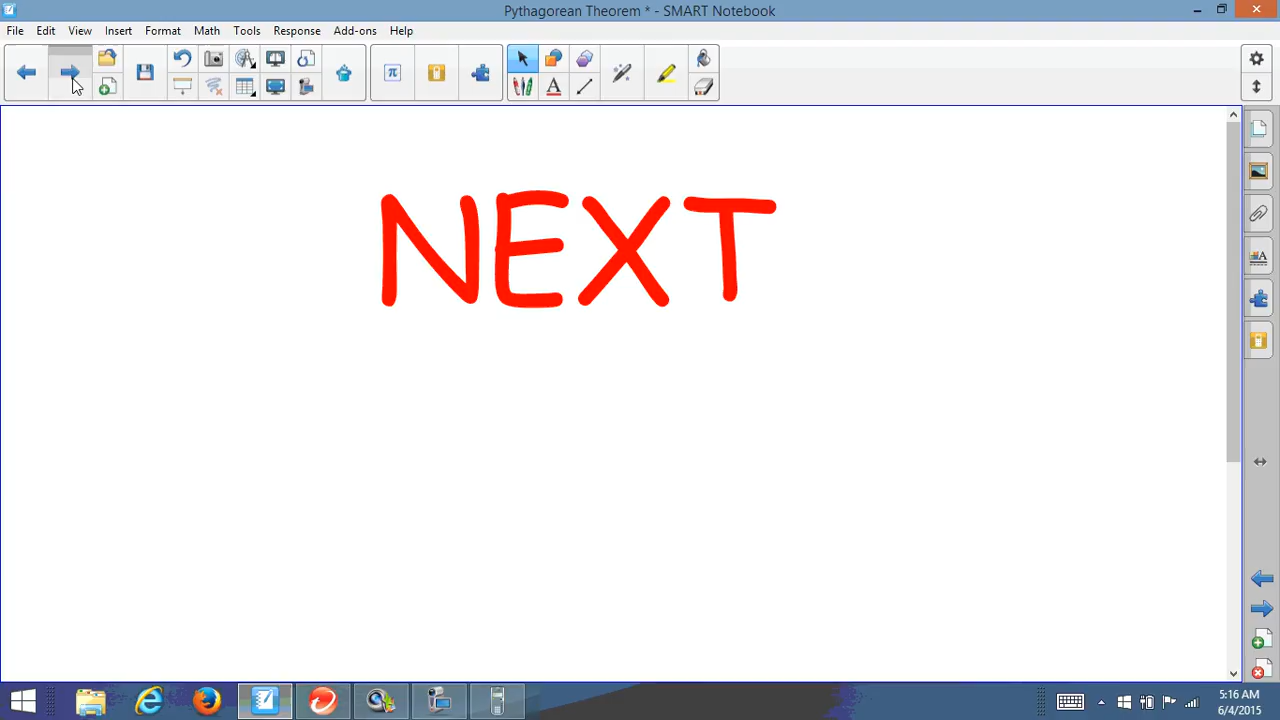 Pythagorean Theorem * - SMART Notebook
File Edit View Insert Format Math Tools Response Add-ons Help
π
A
A
NEXT
5:16 AM
6/4/2015